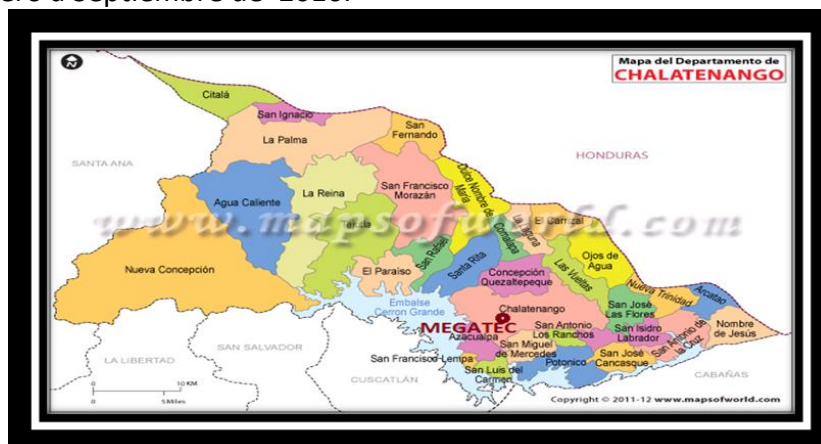 septiembre de 2010.
N
Mapa del Departamento de
CHALATENANGO
Citalá
San Ignacio
La Palma
San
Fernando
SANTA ANA
HONDURAS
Agua Caliente
La Reina
San Francisco
Morazán
Dulce Nombre de
María
El Carrizal
La Laguna
Comalapa
www.mapsofworld.com
Tejutla
San Rafael
Santa Rita
Ojos de
Agua
Las Vueltas
Nueva Concepción
El Paraíso
Concepción
Quezaltepeque
Nueva Trinidad
Arcatao
Embalse
Cerron Grande
Chalatenango
San José
Las Flores
MEGATEC
Azacualpa
San Antonio
Los Ranchos
San Isidro
Labrador
San Antonio de
la Cruz
Nombre
de Jesús
LA LIBERTAD
SAN SALVADOR
San Francisco Lempa
San Miguel
de Mercedes
Potonico
San José
Cancasque
San Luis del
Carmen
CUSCATLÁN
CABAÑAS
0 10 KM
0 5 Miles
Copyright © 2011-12 www.mapsofworld.com